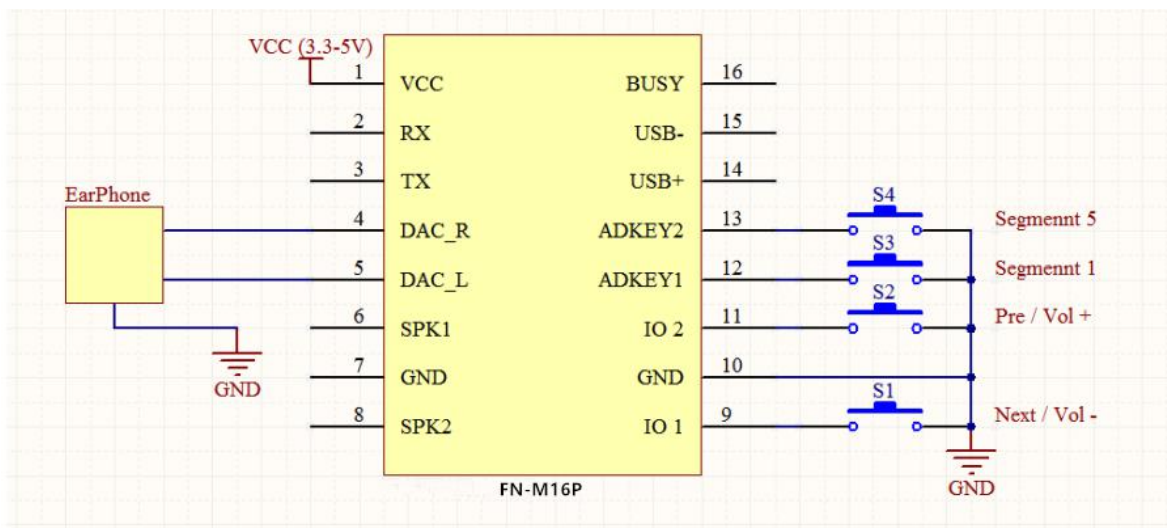 VCC (3.3-5V)
1 VCC BUSY 16
2 RX USB- 15
3 TX USB+ 14
EarPhone
S4
4 DAC_R ADKEY2 13 Segmennt 5
S3
5 DAC_L ADKEY1 12 Segmennt 1
S2
6 SPK1 IO 2 11 Pre / Vol +
7 GND GND 10
GND
S1
8 SPK2 IO 1 9 Next / Vol -
GND
FN-M16P